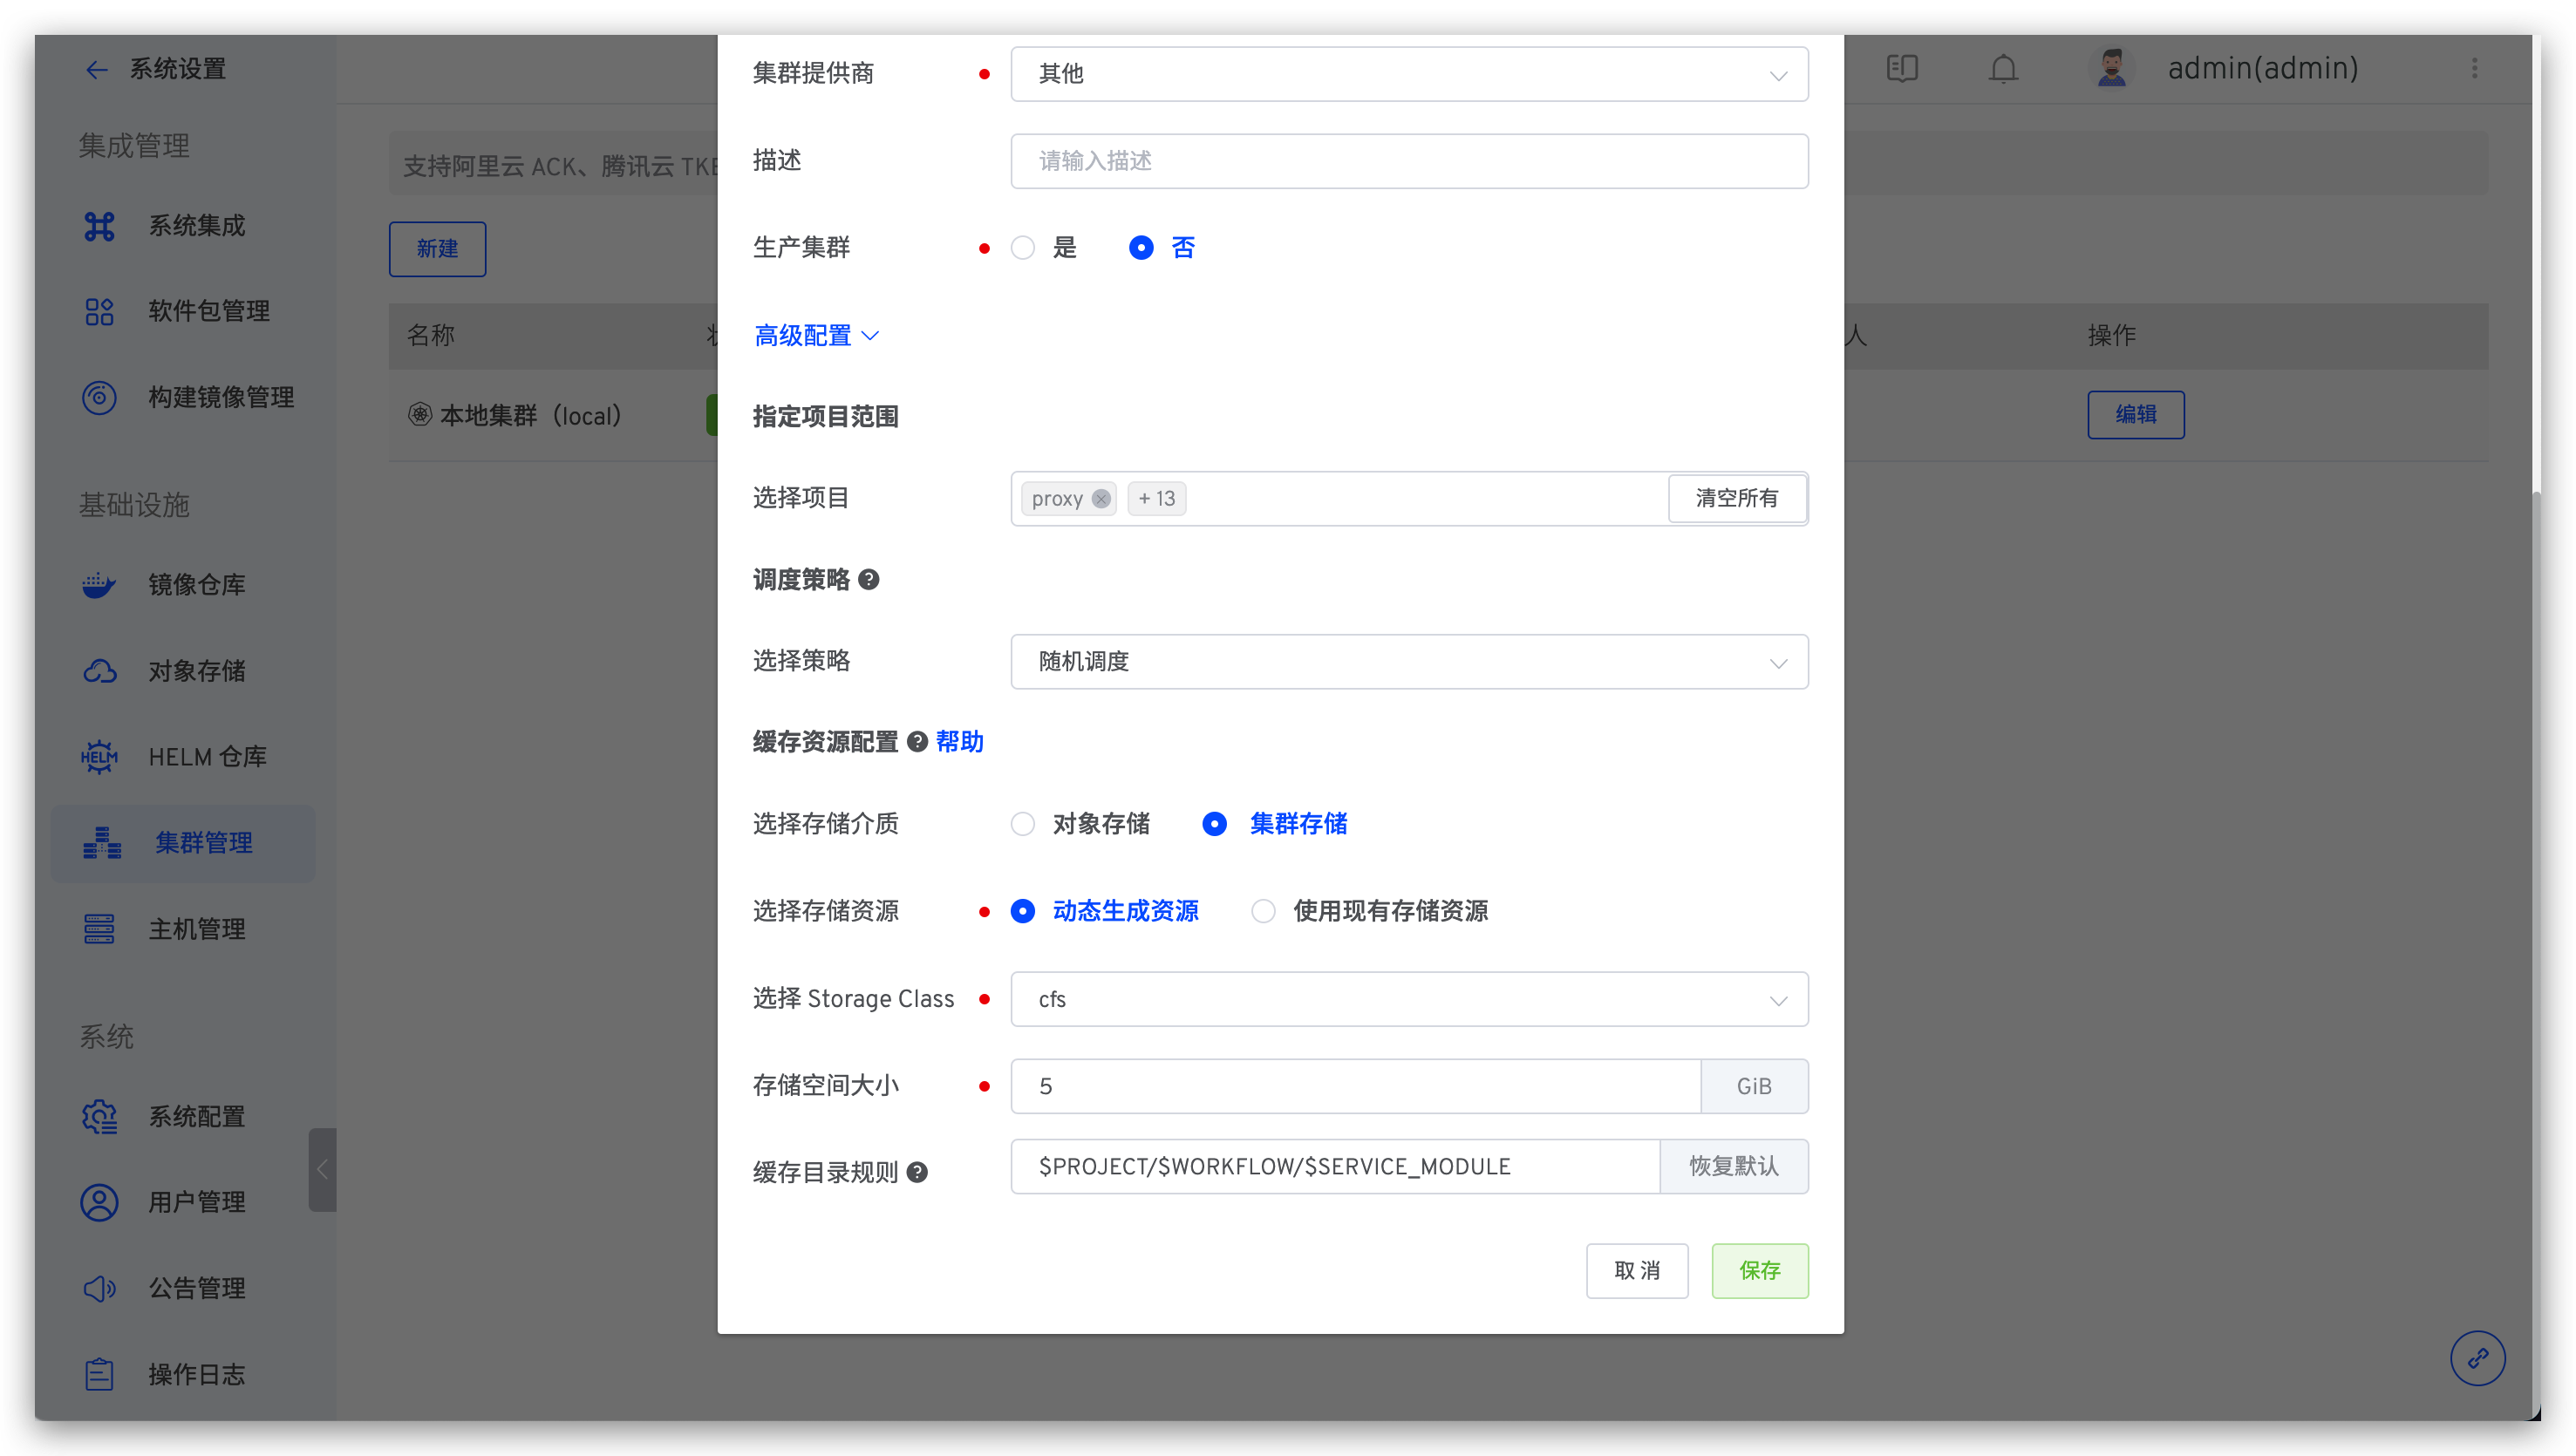 系统设置
admin(admin)
集成管理
系统集成
软件包管理
构建镜像管理
基础设施
镜像仓库
对象存储
HELM 仓库
集群管理
主机管理
系统
系统配置
用户管理
公告管理
操作日志
支持阿里云 ACK、腾讯云 TKE
新建
名称
人
操作
本地集群（local）
编辑
集群提供商
其他
描述
请输入描述
生产集群
是
否
高级配置
指定项目范围
选择项目
proxy
+ 13
清空所有
调度策略
选择策略
随机调度
缓存资源配置 帮助
选择存储介质
对象存储
集群存储
选择存储资源
动态生成资源
使用现有存储资源
选择 Storage Class
cfs
存储空间大小
5
GiB
缓存目录规则
$PROJECT/$WORKFLOW/$SERVICE_MODULE
恢复默认
取消
保存